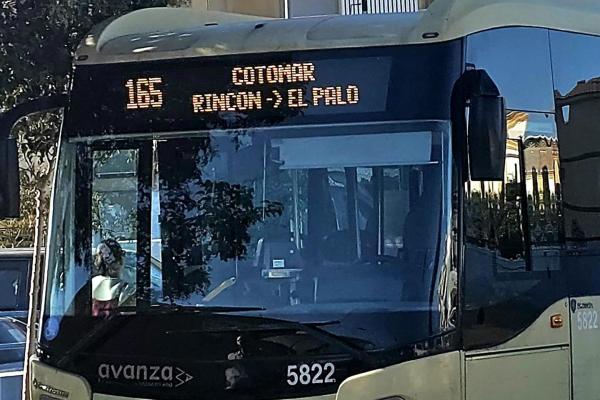 165
COTOMAR
RINCON -> EL PALO
avanza
5822
5822